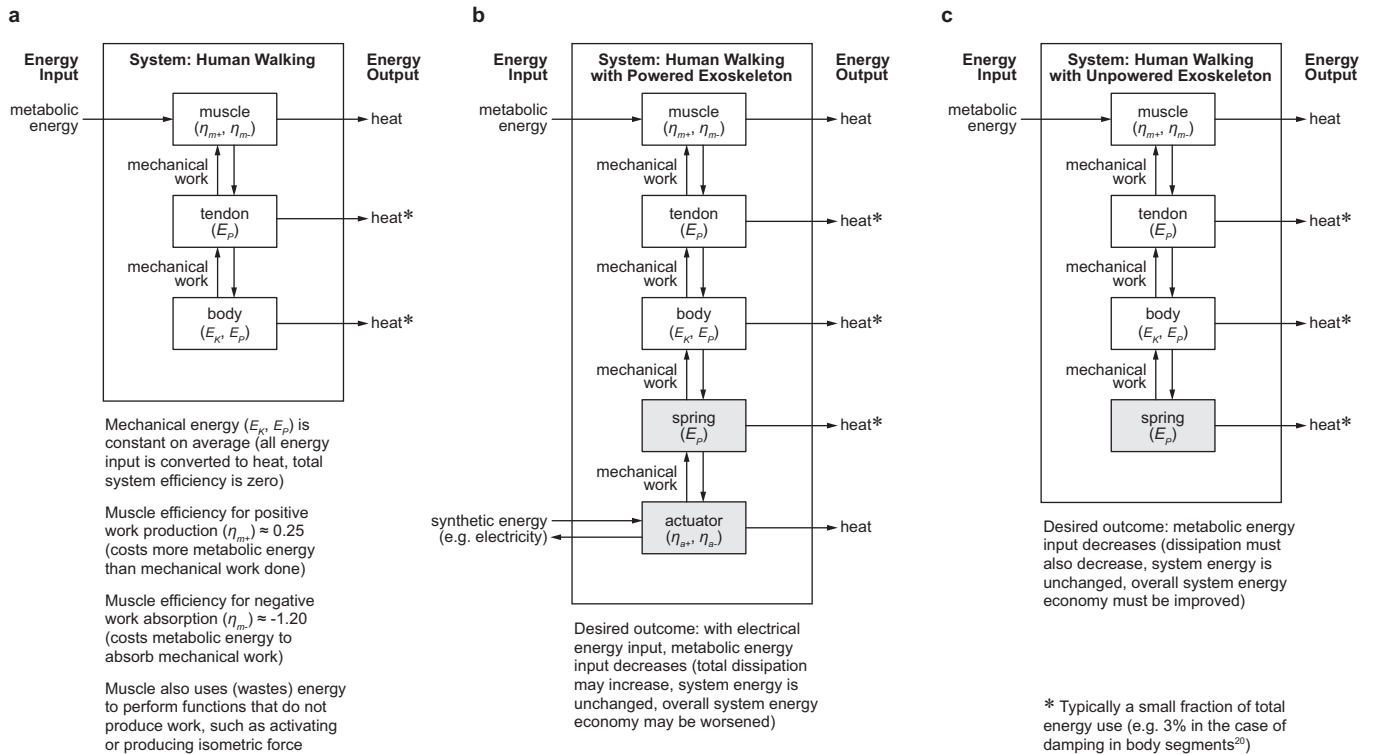 a
Energy
Input
System: Human Walking
Energy
Output
metabolic
energy
muscle
(ηm+, ηm-)
heat
mechanical
work
tendon
(EP)
heat*
mechanical
work
body
(EK, EP)
heat*
Mechanical energy (EK, EP) is
constant on average (all energy
input is converted to heat, total
system efficiency is zero)
Muscle efficiency for positive
work production (ηm+) ≈ 0.25
(costs more metabolic energy
than mechanical work done)
Muscle efficiency for negative
work absorption (ηm-) ≈ -1.20
(costs metabolic energy to
absorb mechanical work)
Muscle also uses (wastes) energy
to perform functions that do not
produce work, such as activating
or producing isometric force
b
Energy
Input
System: Human Walking
with Powered Exoskeleton
Energy
Output
metabolic
energy
muscle
(ηm+, ηm-)
heat
mechanical
work
tendon
(EP)
heat*
mechanical
work
body
(EK, EP)
heat*
mechanical
work
spring
(EP)
heat*
mechanical
work
synthetic energy
(e.g. electricity)
actuator
(ηa+, ηa-)
heat
Desired outcome: with electrical
energy input, metabolic energy
input decreases (total dissipation
may increase, system energy is
unchanged, overall system energy
economy may be worsened)
c
Energy
Input
System: Human Walking
with Unpowered Exoskeleton
Energy
Output
metabolic
energy
muscle
(ηm+, ηm-)
heat
mechanical
work
tendon
(EP)
heat*
mechanical
work
body
(EK, EP)
heat*
mechanical
work
spring
(EP)
heat*
Desired outcome: metabolic energy
input decreases (dissipation must
also decrease, system energy is
unchanged, overall system energy
economy must be improved)
* Typically a small fraction of total
energy use (e.g. 3% in the case of
damping in body segments²⁰)